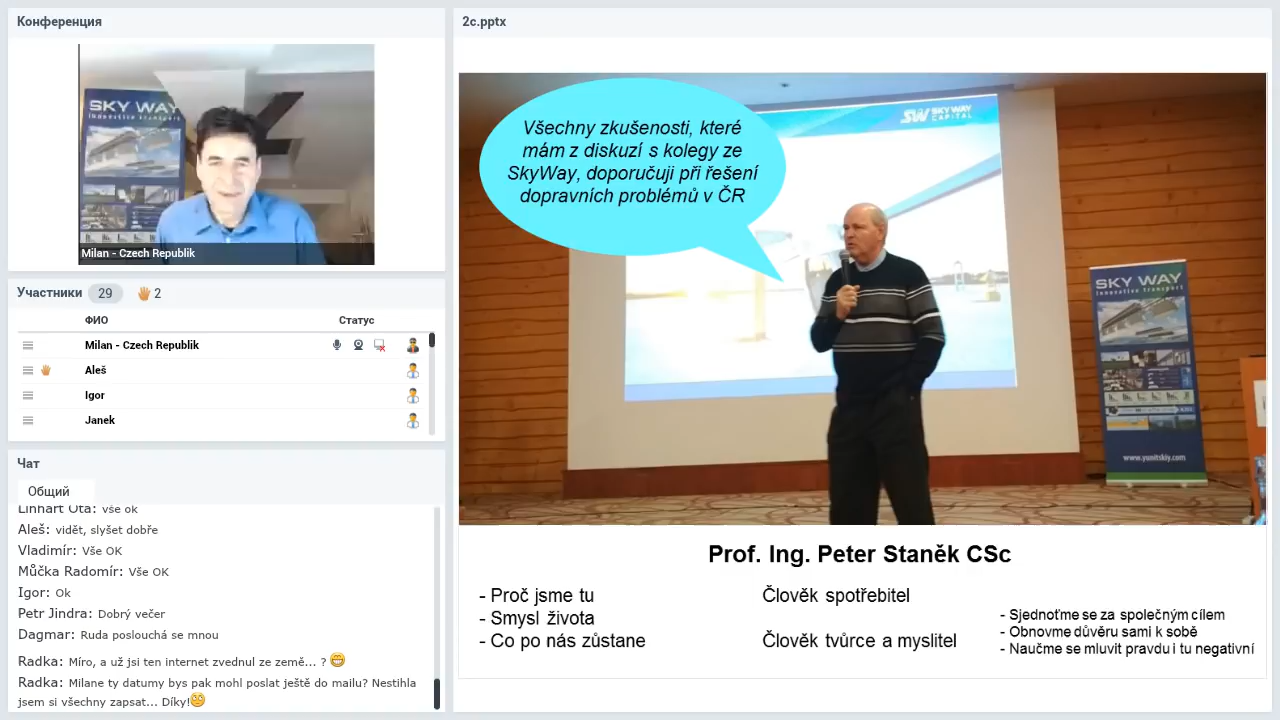 Конференция
SKY WAY
innovative transport
Milan - Czech Republik
Участники 29 2
ФИО Статус
Milan - Czech Republik
Aleš
Igor
Janek
Чат
Общий
Linhart Ota: vše ok
Aleš: vidět, slyšet dobře
Vladimír: Vše OK
Můčka Radomír: Vše OK
Igor: Ok
Petr Jindra: Dobrý večer
Dagmar: Ruda poslouchá se mnou
Radka: Míro, a už jsi ten internet zvednul ze země... ?
Radka: Milane ty datumy bys pak mohl poslat ještě do mailu? Nestihla
jsem si všechny zapsat... Díky!
2c.pptx
Všechny zkušenosti, které
mám z diskuzí s kolegy ze
SkyWay, doporučuji při řešení
dopravních problémů v ČR
SW SKY WAY
CAPITAL
SKY WAY
innovative transport
www.yunitskiy.com
Prof. Ing. Peter Staněk CSc
- Proč jsme tu
- Smysl života
- Co po nás zůstane
Člověk spotřebitel
Člověk tvůrce a myslitel
- Sjednoťme se za společným cílem
- Obnovme důvěru sami k sobě
- Naučme se mluvit pravdu i tu negativní